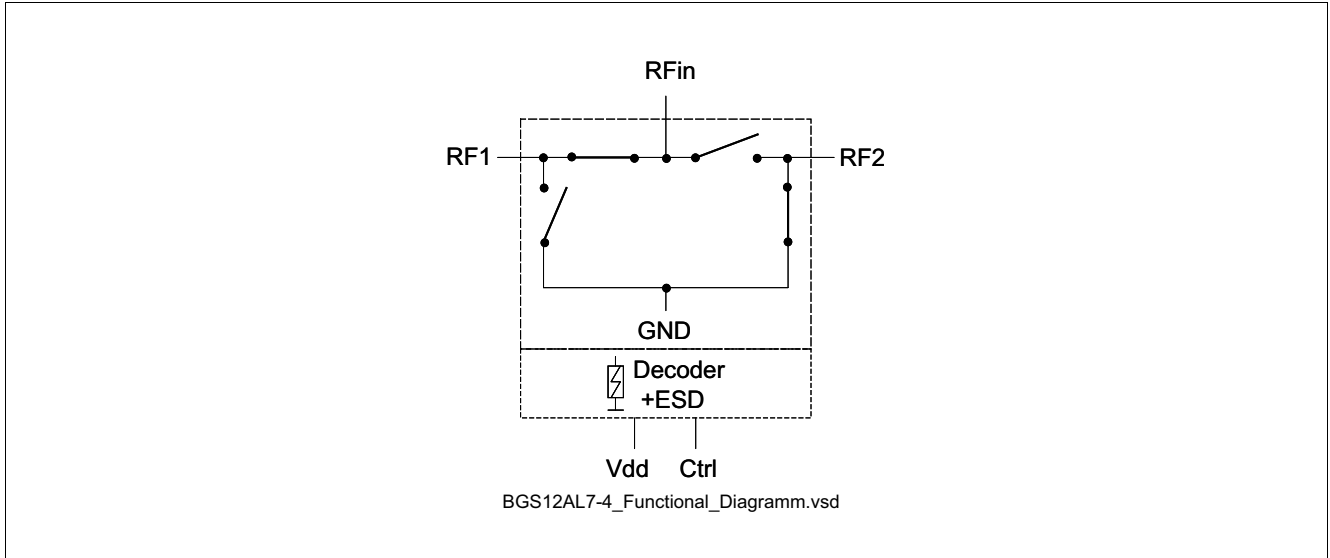 RFin
RF1
RF2
GND
Decoder
+ESD
Vdd
Ctrl
BGS12AL7-4_Functional_Diagramm.vsd